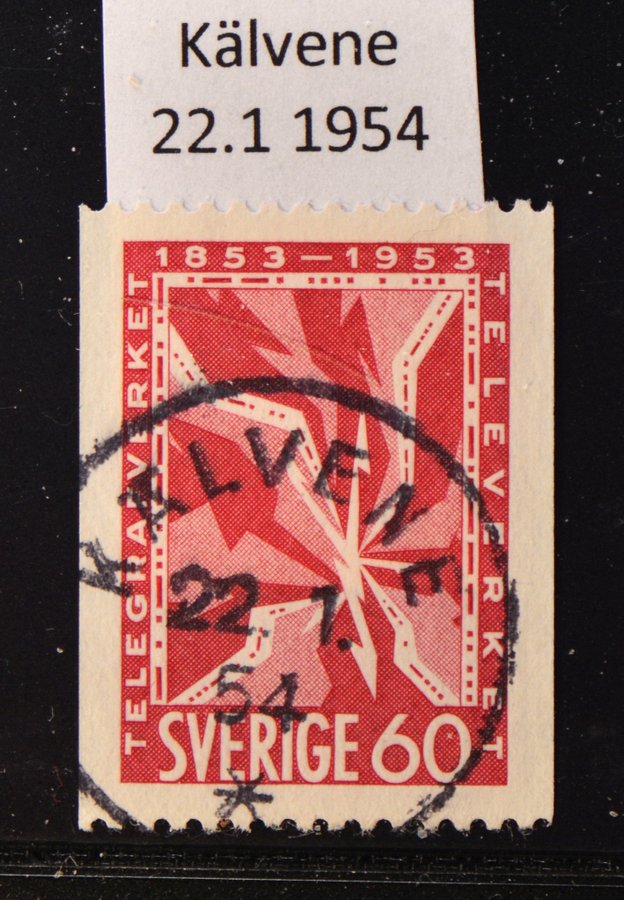 Kälvene
22.1 1954
1853–1953
TELEGRAFVERKET
TELEVERKET
KÄLVENE
22. 1.
54
*
SVERIGE 60